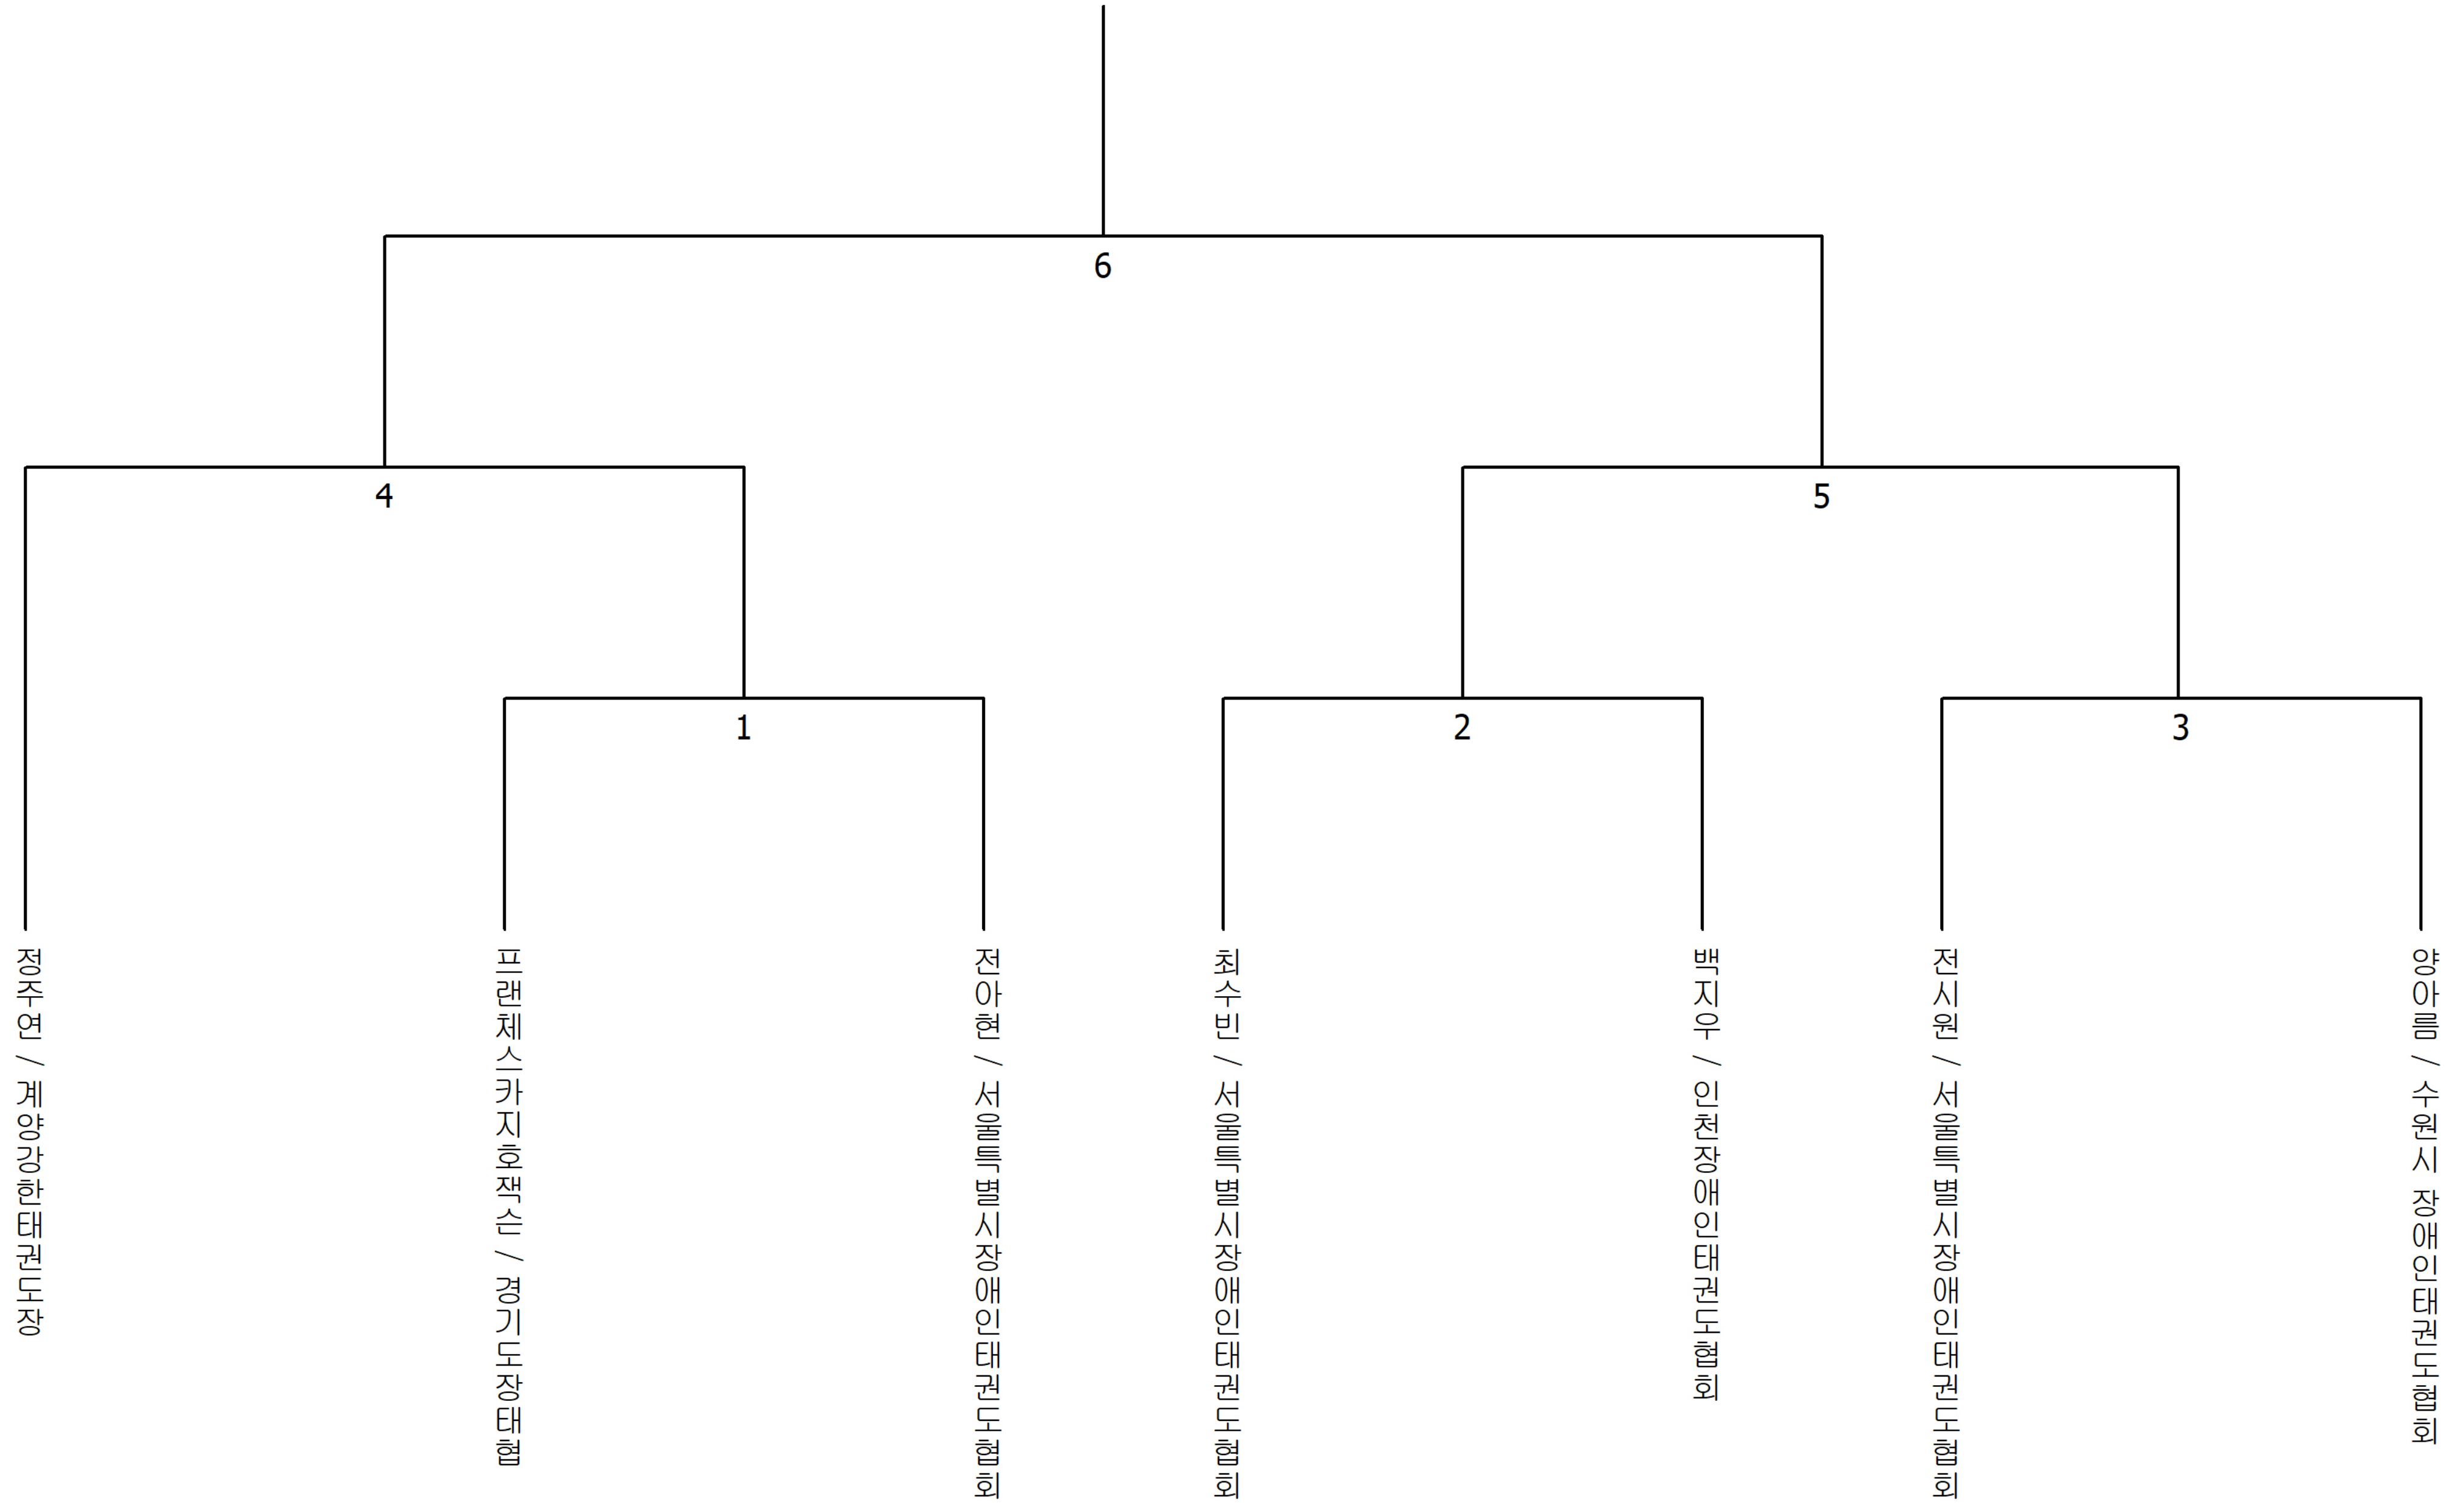 6
4
5
1
2
3
정주연 / 계양강한태권도장
프랜체스카지호잭슨 / 경기도장태협
전아현 / 서울특별시장애인태권도협회
최수빈 / 서울특별시장애인태권도협회
백지우 / 인천장애인태권도협회
전시원 / 서울특별시장애인태권도협회
양아름 / 수원시 장애인태권도협회